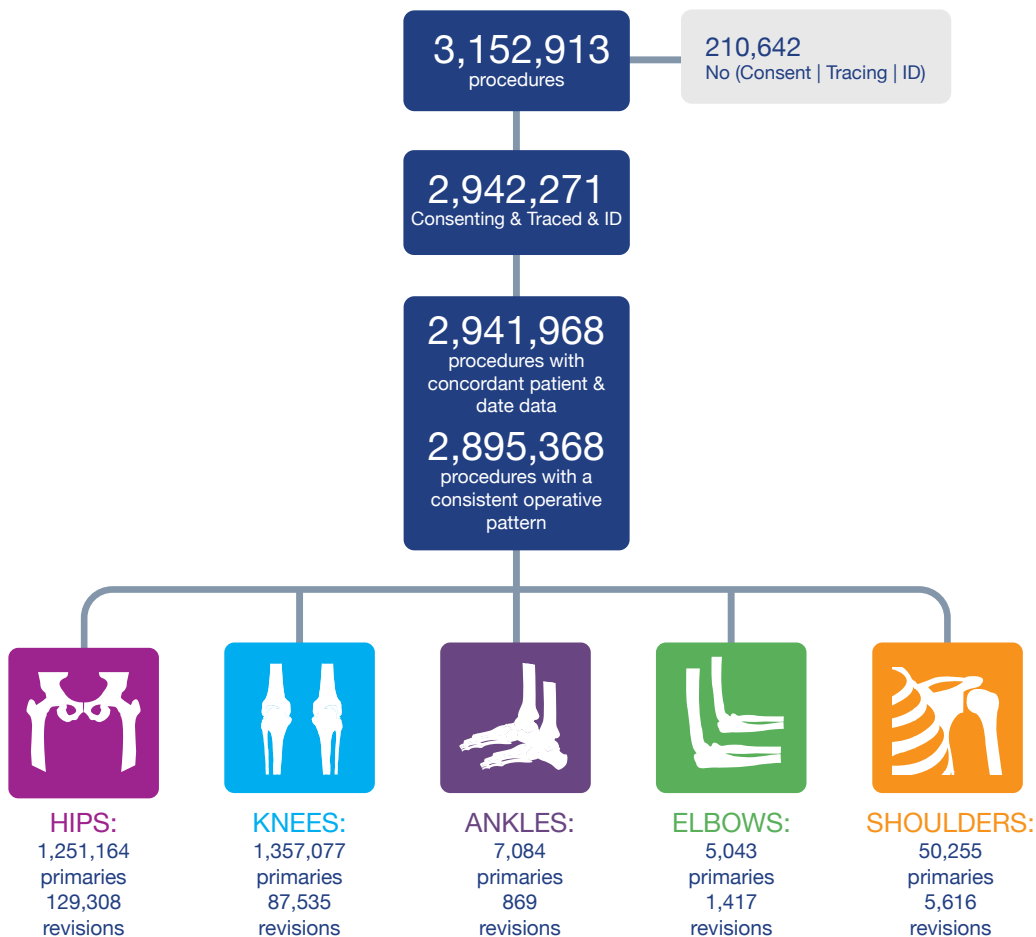 3,152,913
procedures
210,642
No (Consent | Tracing | ID)
2,942,271
Consenting & Traced & ID
2,941,968
procedures with
concordant patient &
date data
2,895,368
procedures with a
consistent operative
pattern
HIPS:
1,251,164
primaries
129,308
revisions
KNEES:
1,357,077
primaries
87,535
revisions
ANKLES:
7,084
primaries
869
revisions
ELBOWS:
5,043
primaries
1,417
revisions
SHOULDERS:
50,255
primaries
5,616
revisions